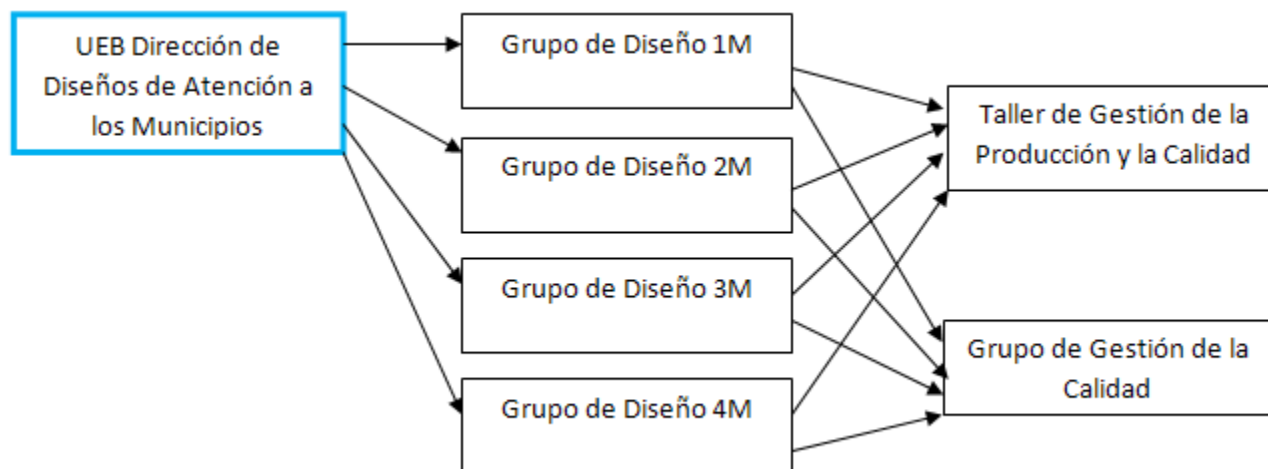 UEB Dirección de
Diseños de Atención a
los Municipios
Grupo de Diseño 1M
Grupo de Diseño 2M
Grupo de Diseño 3M
Grupo de Diseño 4M
Taller de Gestión de la
Producción y la Calidad
Grupo de Gestión de la
Calidad